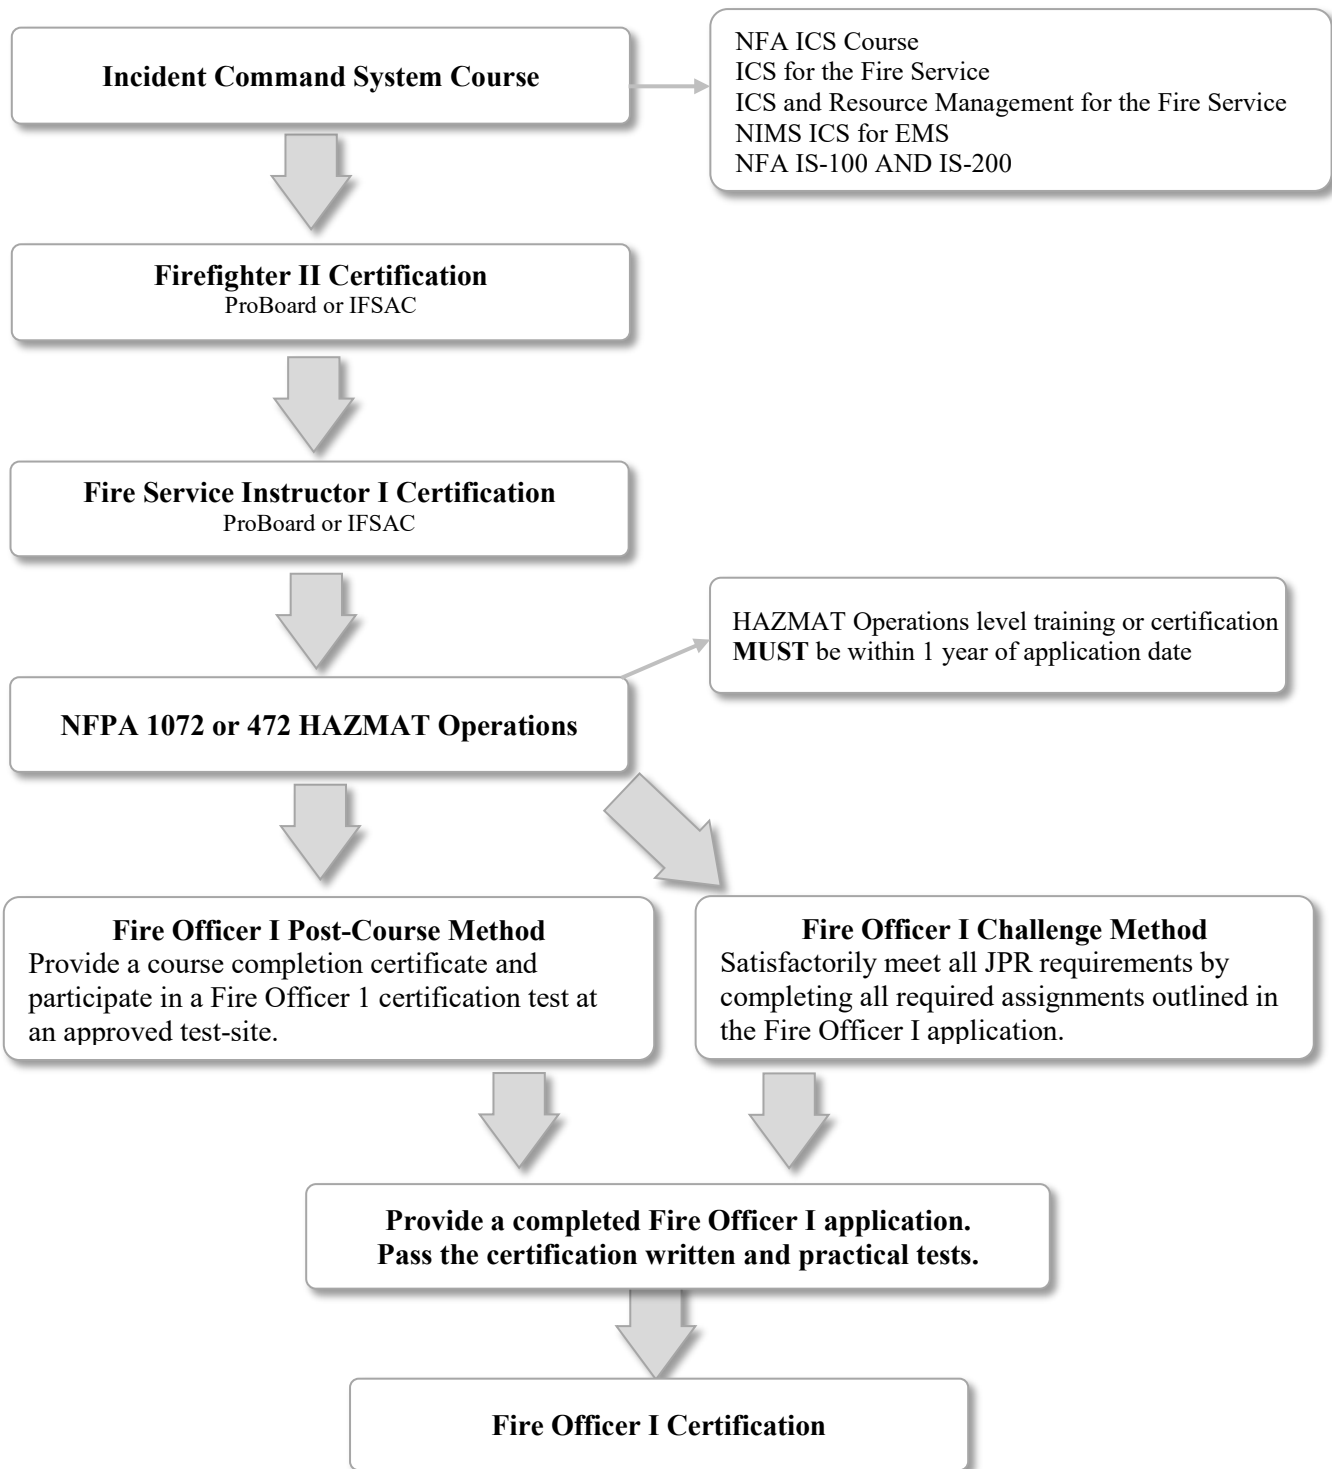 Incident Command System Course
NFA ICS Course
ICS for the Fire Service
ICS and Resource Management for the Fire Service
NIMS ICS for EMS
NFA IS-100 AND IS-200
Firefighter II Certification
ProBoard or IFSAC
Fire Service Instructor I Certification
ProBoard or IFSAC
HAZMAT Operations level training or certification
MUST be within 1 year of application date
NFPA 1072 or 472 HAZMAT Operations
Fire Officer I Post-Course Method
Provide a course completion certificate and
participate in a Fire Officer 1 certification test at
an approved test-site.
Fire Officer I Challenge Method
Satisfactorily meet all JPR requirements by
completing all required assignments outlined in
the Fire Officer I application.
Provide a completed Fire Officer I application.
Pass the certification written and practical tests.
Fire Officer I Certification